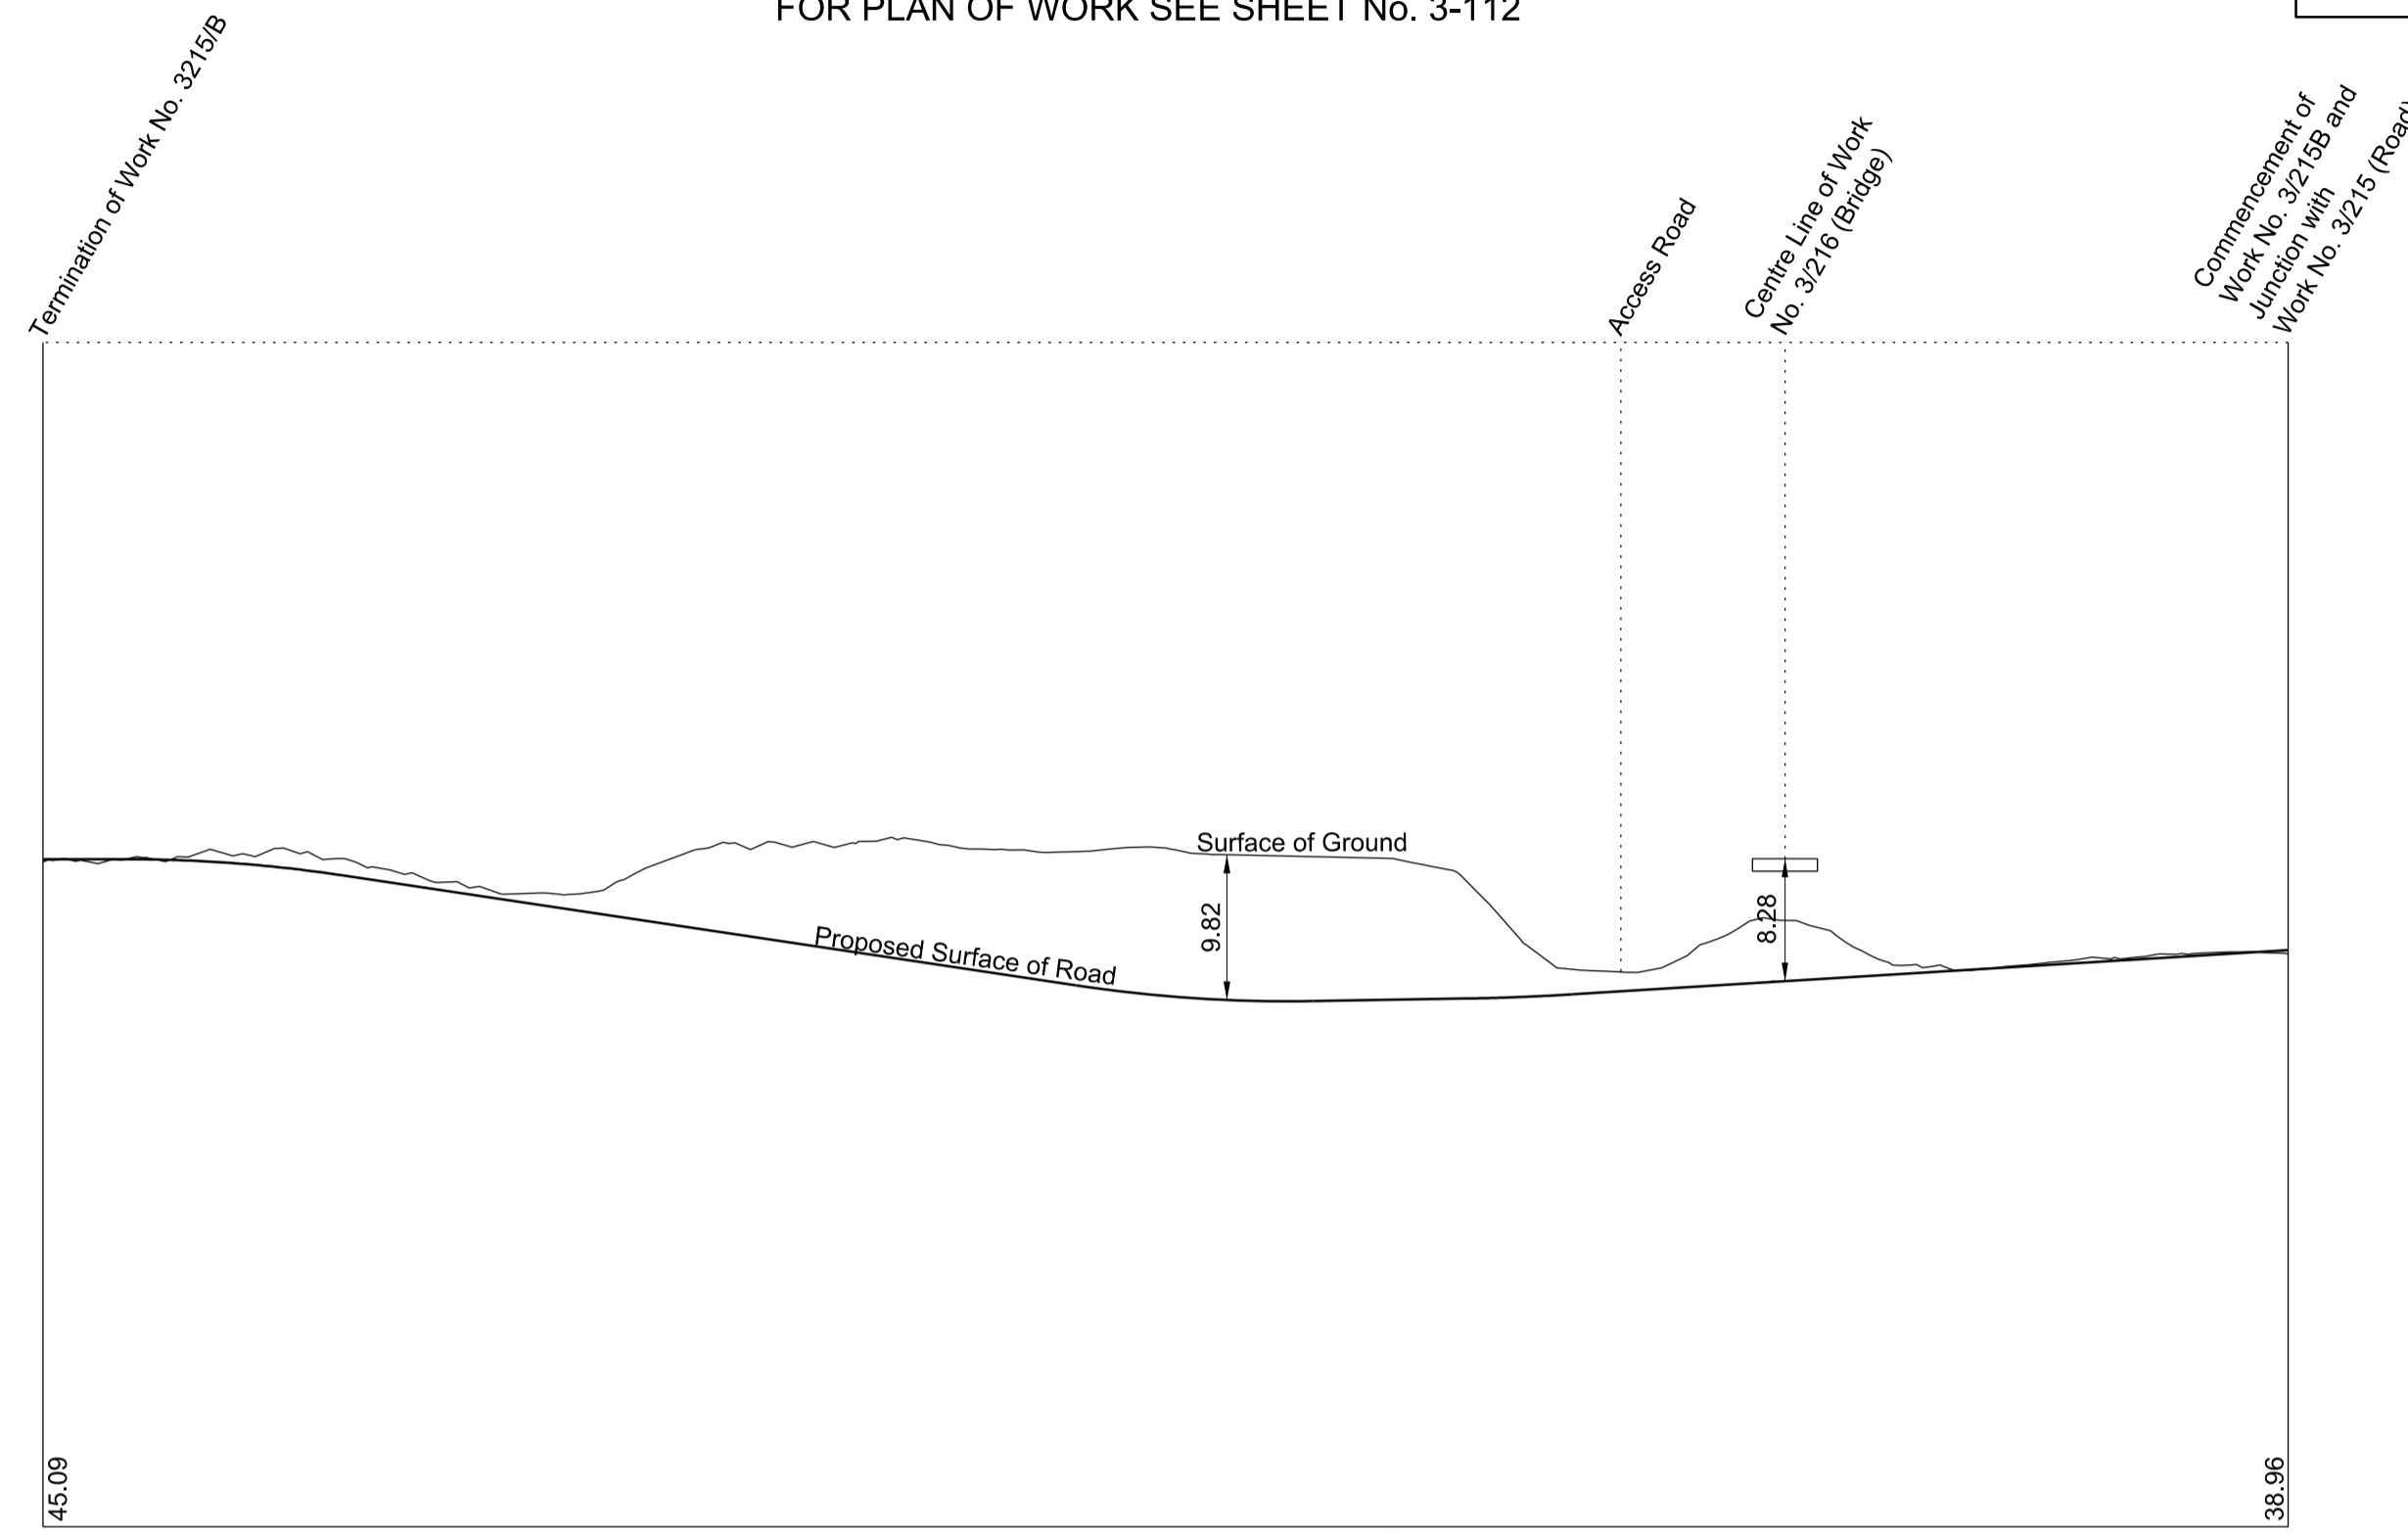 FOR PLAN OF WORK SEE SHEET No. 3-112
Termination of Work No. 3215/B
Access Road
Centre Line of Work
No. 3/216 (Bridge)
Commencement of
Work No. 3/215B and
Junction with
Work No. 3/215 (Road)
Surface of Ground
9.82
8.28
Proposed Surface of Road
45.09
38.96